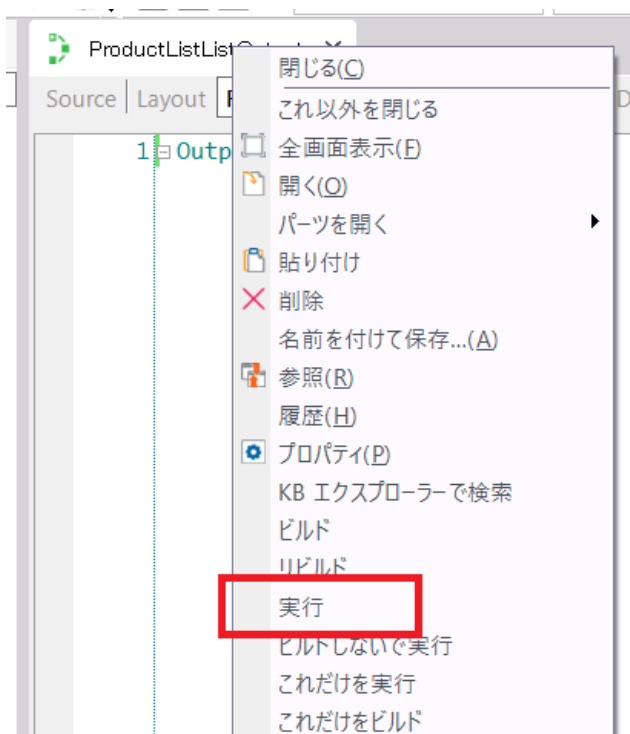 ProductListList
閉じる(C)
Source Layout
これ以外を閉じる
1 Outp
全画面表示(F)
開く(O)
パーツを開く
貼り付け
削除
名前を付けて保存...(A)
参照(R)
履歴(H)
プロパティ(P)
KB エクスプローラーで検索
ビルド
リビルド
実行
ビルドしないで実行
これだけを実行
これだけをビルド